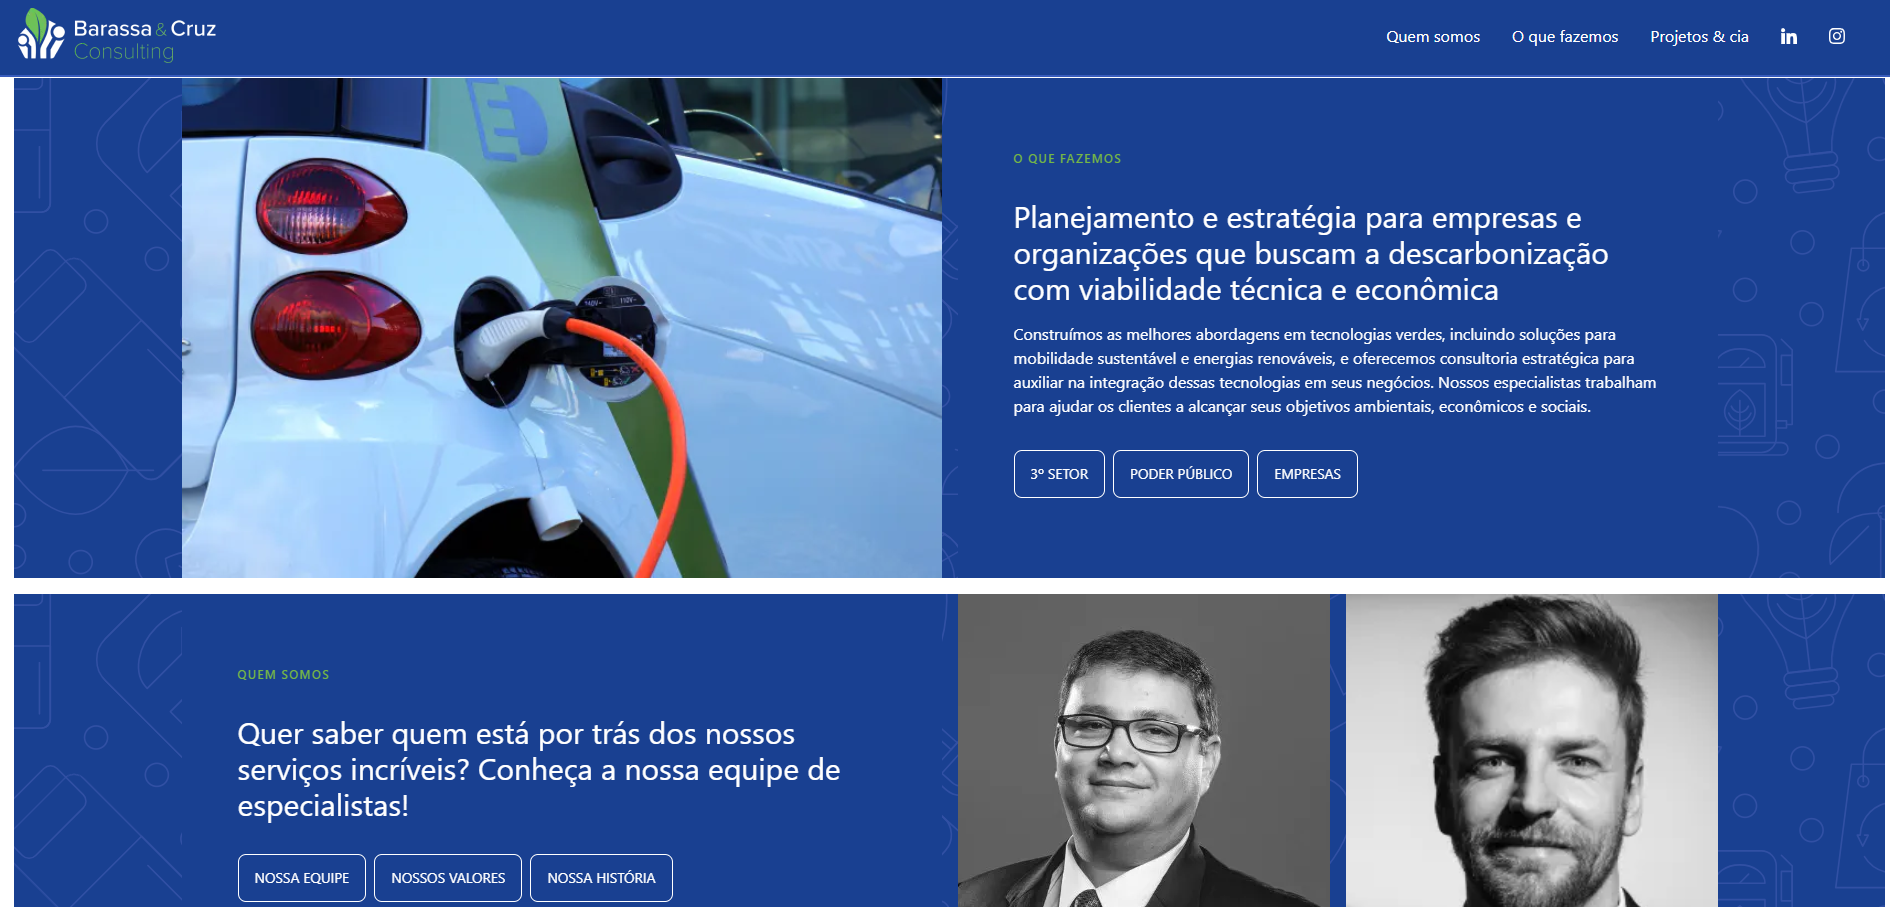 Barassa & Cruz
Consulting
Quem somos
O que fazemos
Projetos & cia
in
O QUE FAZEMOS
Planejamento e estratégia para empresas e
organizações que buscam a descarbonização
com viabilidade técnica e econômica
Construímos as melhores abordagens em tecnologias verdes, incluindo soluções para
mobilidade sustentável e energias renováveis, e oferecemos consultoria estratégica para
auxiliar na integração dessas tecnologias em seus negócios. Nossos especialistas trabalham
para ajudar os clientes a alcançar seus objetivos ambientais, econômicos e sociais.
3º SETOR
PODER PÚBLICO
EMPRESAS
QUEM SOMOS
Quer saber quem está por trás dos nossos
serviços incríveis? Conheça a nossa equipe de
especialistas!
NOSSA EQUIPE
NOSSOS VALORES
NOSSA HISTÓRIA